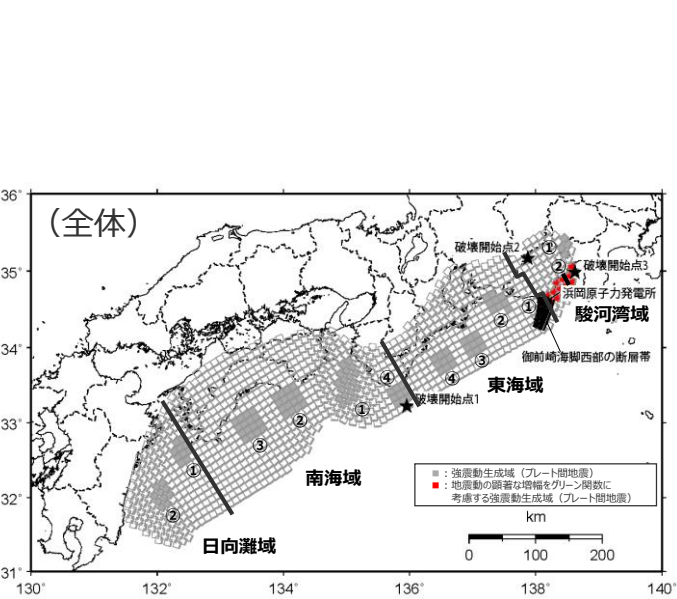 36°
(全体)
破壊開始点2
①
35°
②
破壊開始点3
浜岡原子力発電所
①
駿河湾域
②
御前崎海脚西部の断層帯
34°
③
④
④
東海域
破壊開始点1
①
33°
②
③
①
南海域
■:強震動生成域(プレート間地震)
■:地震動の顕著な増幅をグリーン関数に
考慮する強震動生成域(プレート間地震)
32°
②
km
日向灘域
0 100 200
31°
130° 132° 134° 136° 138° 140°